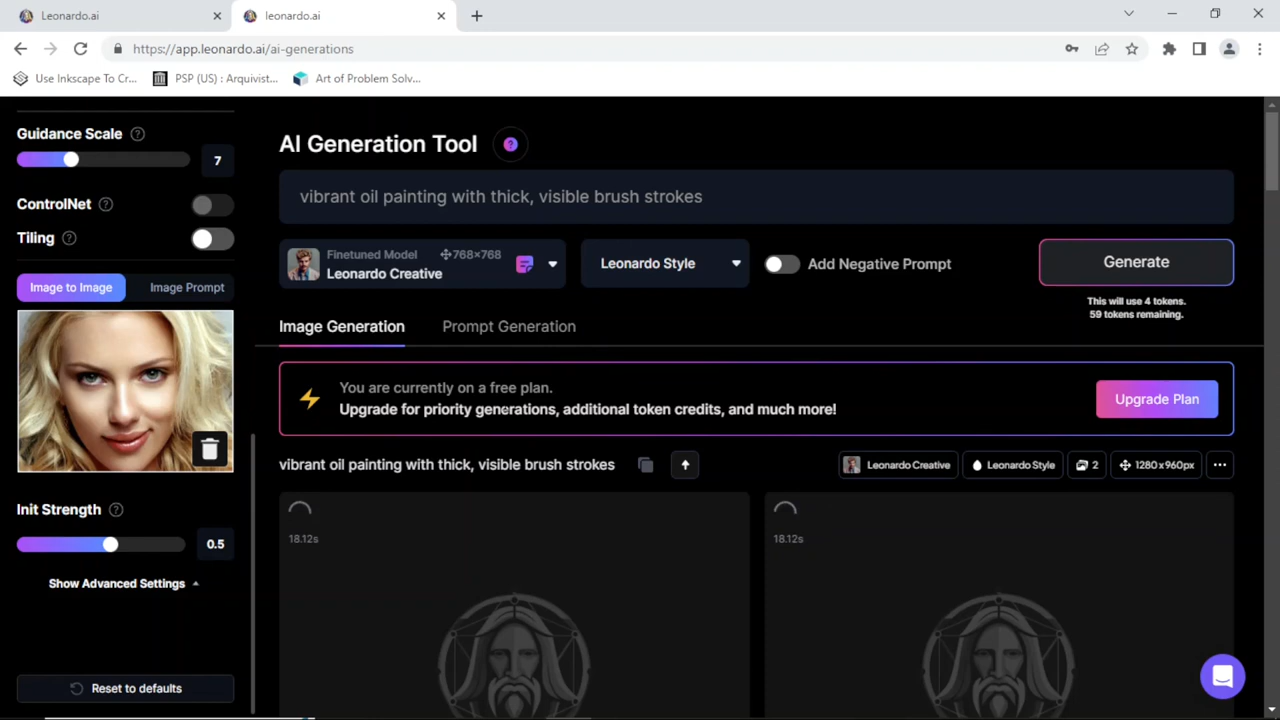 Leonardo.ai
leonardo.ai
https://app.leonardo.ai/ai-generations
Use Inkscape To Cr...
PSP (US) : Arquivist...
Art of Problem Solv...
Guidance Scale ?
7
ControlNet ?
Tiling ?
Image to Image
Image Prompt
Init Strength ?
0.5
Show Advanced Settings
Reset to defaults
AI Generation Tool ?
vibrant oil painting with thick, visible brush strokes
Finetuned Model 768×768
Leonardo Creative
Leonardo Style
Add Negative Prompt
Generate
This will use 4 tokens.
59 tokens remaining.
Image Generation
Prompt Generation
You are currently on a free plan.
Upgrade for priority generations, additional token credits, and much more!
Upgrade Plan
vibrant oil painting with thick, visible brush strokes
Leonardo Creative
Leonardo Style
2
1280x960px
18.12s
18.12s